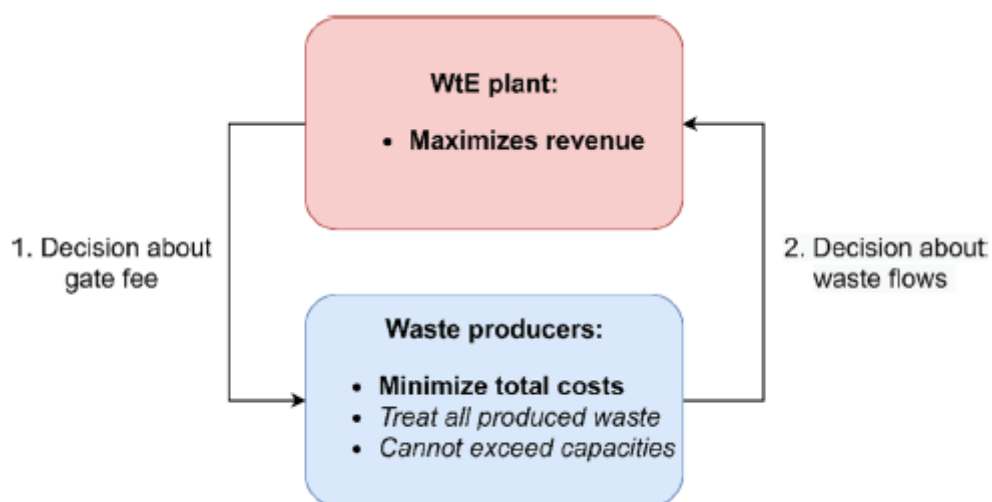 WtE plant:
• Maximizes revenue
1. Decision about
gate fee
2. Decision about
waste flows
Waste producers:
• Minimize total costs
• Treat all produced waste
• Cannot exceed capacities